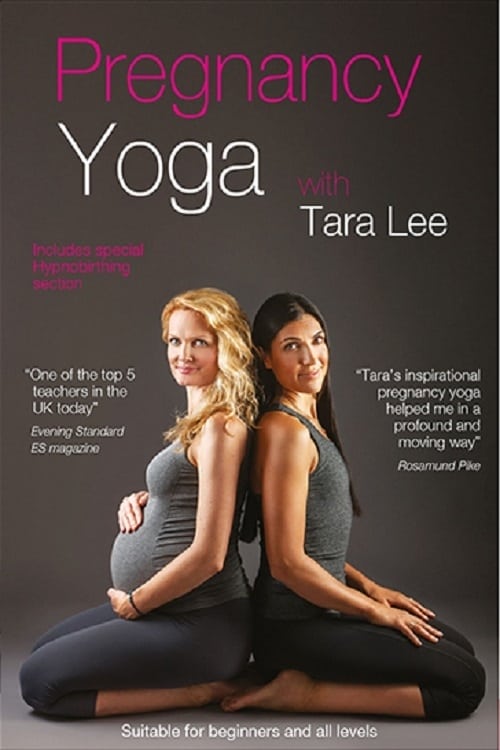 Pregnancy
Yoga
with
Tara Lee
Includes special
Hypnobirthing
section
“One of the top 5
teachers in the
UK today”
Evening Standard
ES magazine
“Tara’s inspirational
pregnancy yoga
helped me in a
profound and
moving way”
Rosamund Pike
Suitable for beginners and all levels